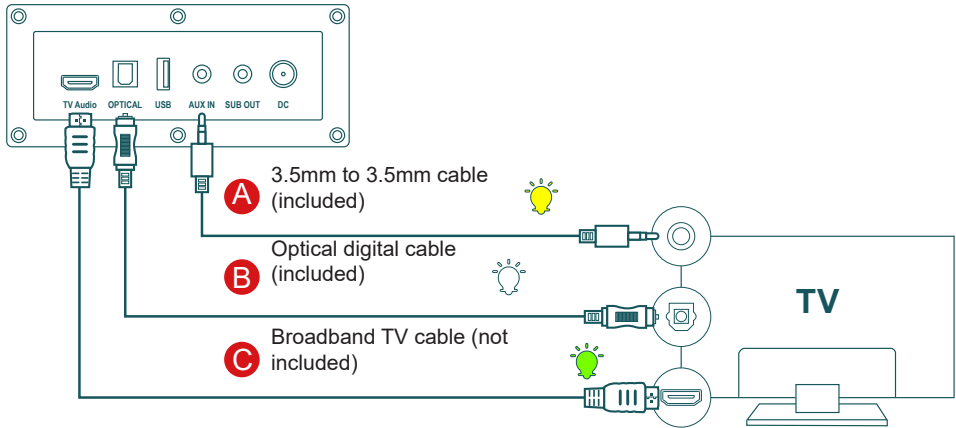 TV Audio OPTICAL USB AUX IN SUB OUT DC
A 3.5mm to 3.5mm cable
(included)
B Optical digital cable
(included)
TV
C Broadband TV cable (not
included)